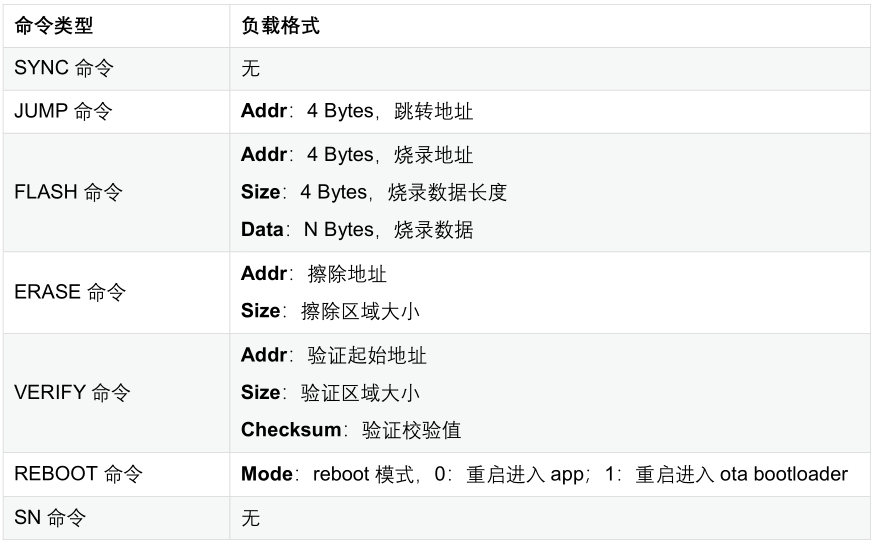 命令类型 负载格式
SYNC 命令 无
JUMP 命令 Addr：4 Bytes，跳转地址
Addr：4 Bytes，烧录地址
FLASH 命令 Size：4 Bytes，烧录数据长度
Data：N Bytes，烧录数据
Addr：擦除地址
ERASE 命令
Size：擦除区域大小
Addr：验证起始地址
VERIFY 命令 Size：验证区域大小
Checksum：验证校验值
REBOOT 命令 Mode：reboot 模式，0：重启进入 app；1：重启进入 ota bootloader
SN 命令 无